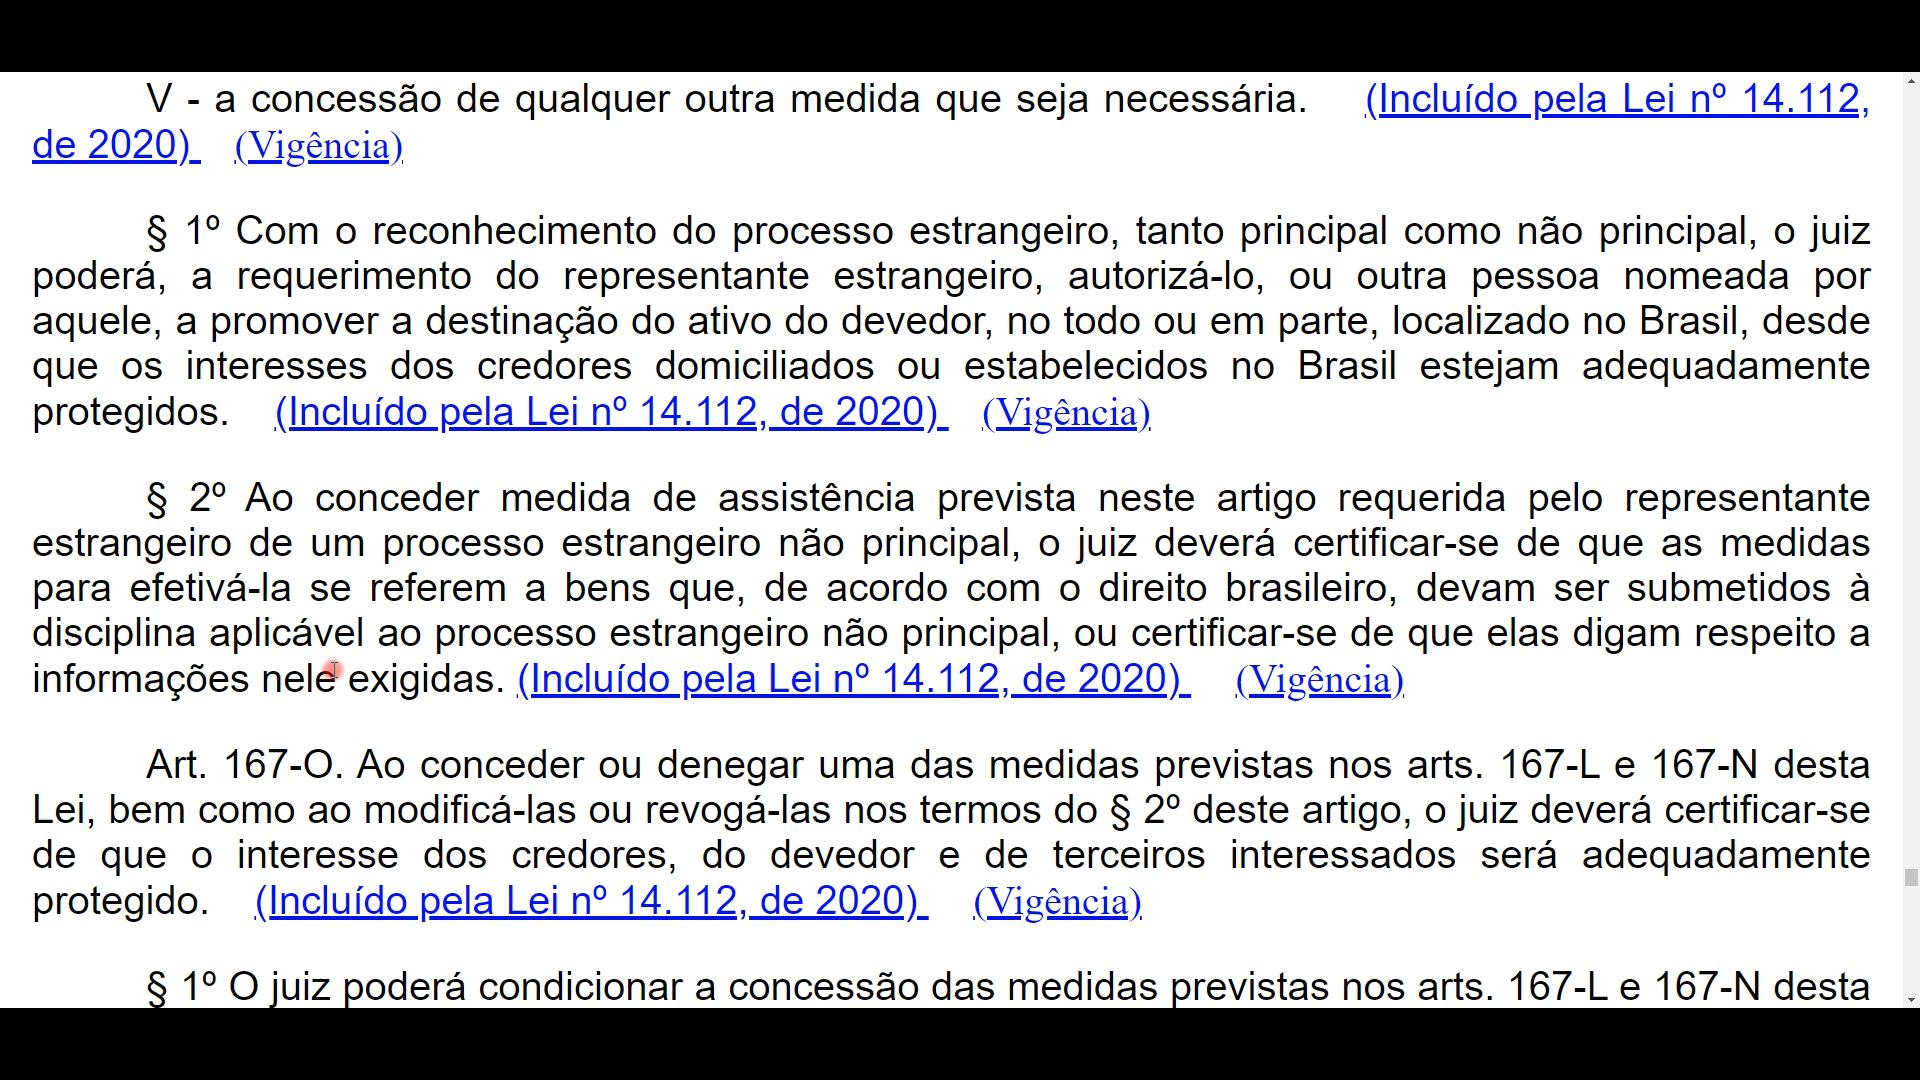 V - a concessão de qualquer outra medida que seja necessária. (Incluído pela Lei nº 14.112,
de 2020) (Vigência)
§ 1º Com o reconhecimento do processo estrangeiro, tanto principal como não principal, o juiz
poderá, a requerimento do representante estrangeiro, autorizá-lo, ou outra pessoa nomeada por
aquele, a promover a destinação do ativo do devedor, no todo ou em parte, localizado no Brasil, desde
que os interesses dos credores domiciliados ou estabelecidos no Brasil estejam adequadamente
protegidos. (Incluído pela Lei nº 14.112, de 2020) (Vigência)
§ 2º Ao conceder medida de assistência prevista neste artigo requerida pelo representante
estrangeiro de um processo estrangeiro não principal, o juiz deverá certificar-se de que as medidas
para efetivá-la se referem a bens que, de acordo com o direito brasileiro, devam ser submetidos à
disciplina aplicável ao processo estrangeiro não principal, ou certificar-se de que elas digam respeito a
informações nele exigidas. (Incluído pela Lei nº 14.112, de 2020) (Vigência)
Art. 167-O. Ao conceder ou denegar uma das medidas previstas nos arts. 167-L e 167-N desta
Lei, bem como ao modificá-las ou revogá-las nos termos do § 2º deste artigo, o juiz deverá certificar-se
de que o interesse dos credores, do devedor e de terceiros interessados será adequadamente
protegido. (Incluído pela Lei nº 14.112, de 2020) (Vigência)
§ 1º O juiz poderá condicionar a concessão das medidas previstas nos arts. 167-L e 167-N desta